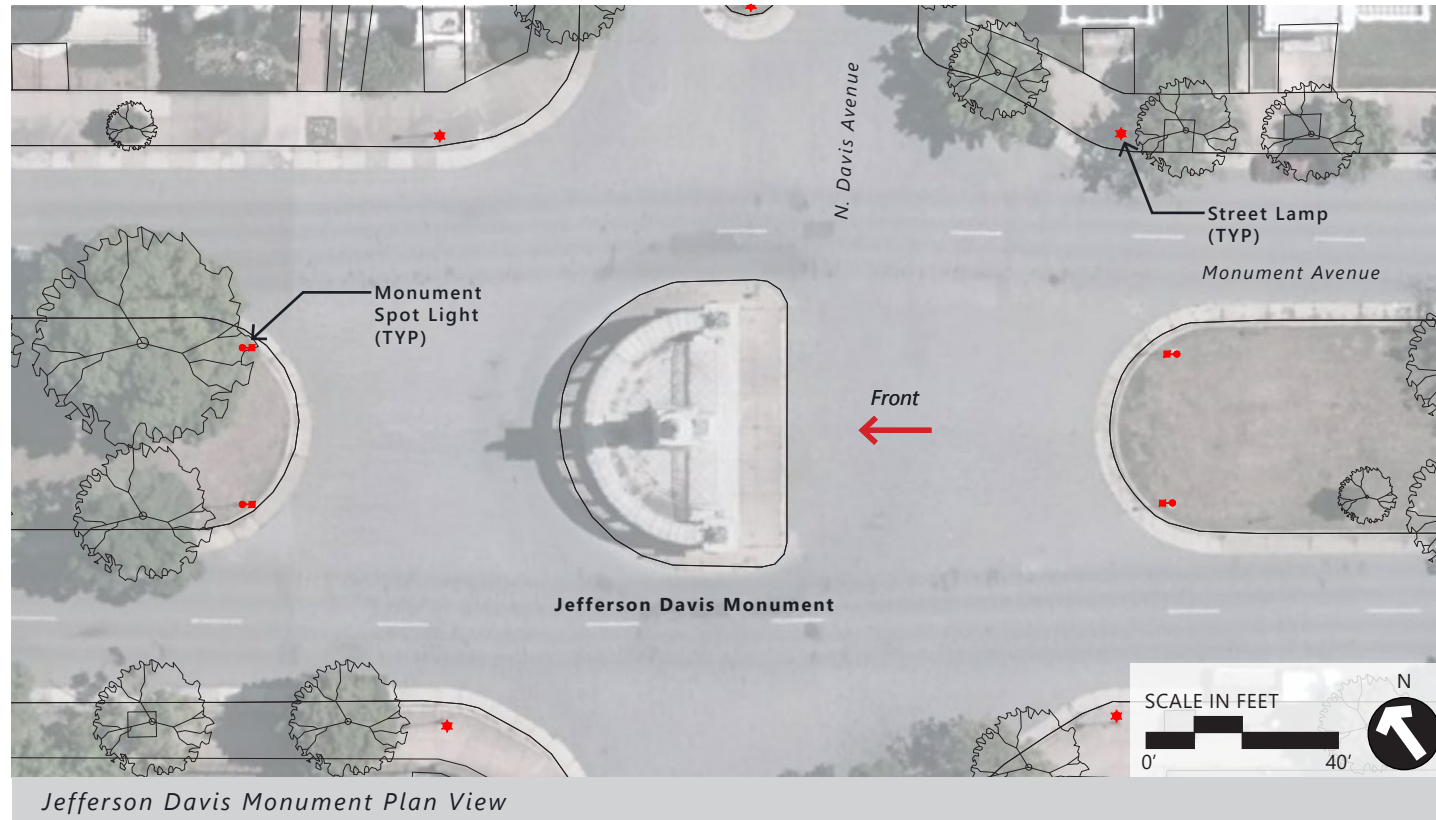 N. Davis Avenue
Street Lamp
(TYP)
Monument Avenue
Monument
Spot Light
(TYP)
Front
Jefferson Davis Monument
SCALE IN FEET
0′
40′
N
Jefferson Davis Monument Plan View